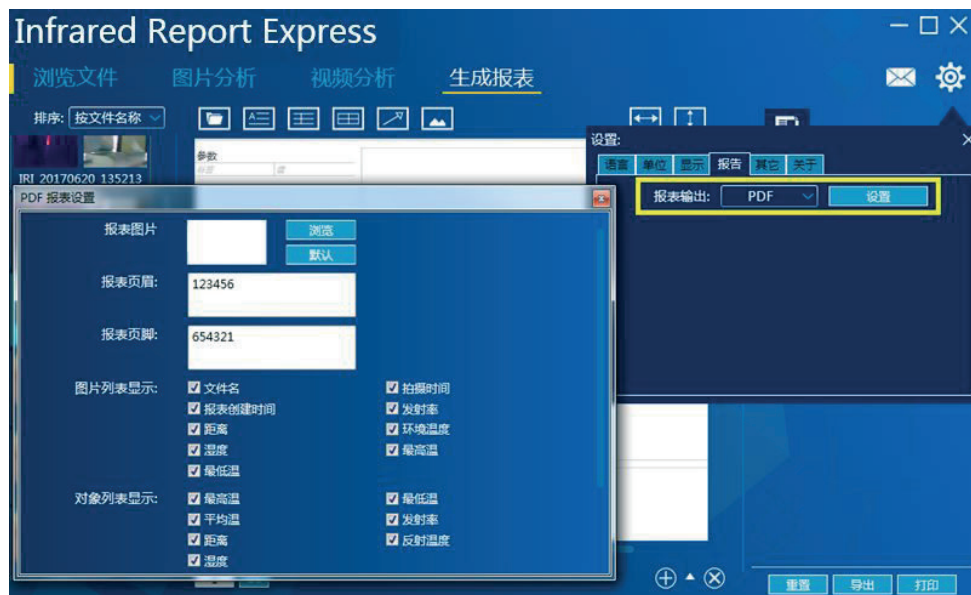 Infrared Report Express
浏览文件 图片分析 视频分析 生成报表
排序: 按文件名称
IRI_20170620_135213
参数
设置:
语言 单位 显示 报告 其它 关于
报表输出: PDF 设置
PDF 报表设置
报表图片 浏览
默认
报表页眉: 123456
报表页脚: 654321
图片列表显示: 文件名 拍摄时间
报表创建时间 发射率
距离 环境温度
湿度 最高温
最低温
对象列表显示: 最高温 最低温
平均温 发射率
距离 反射温度
湿度
重置 导出 打印